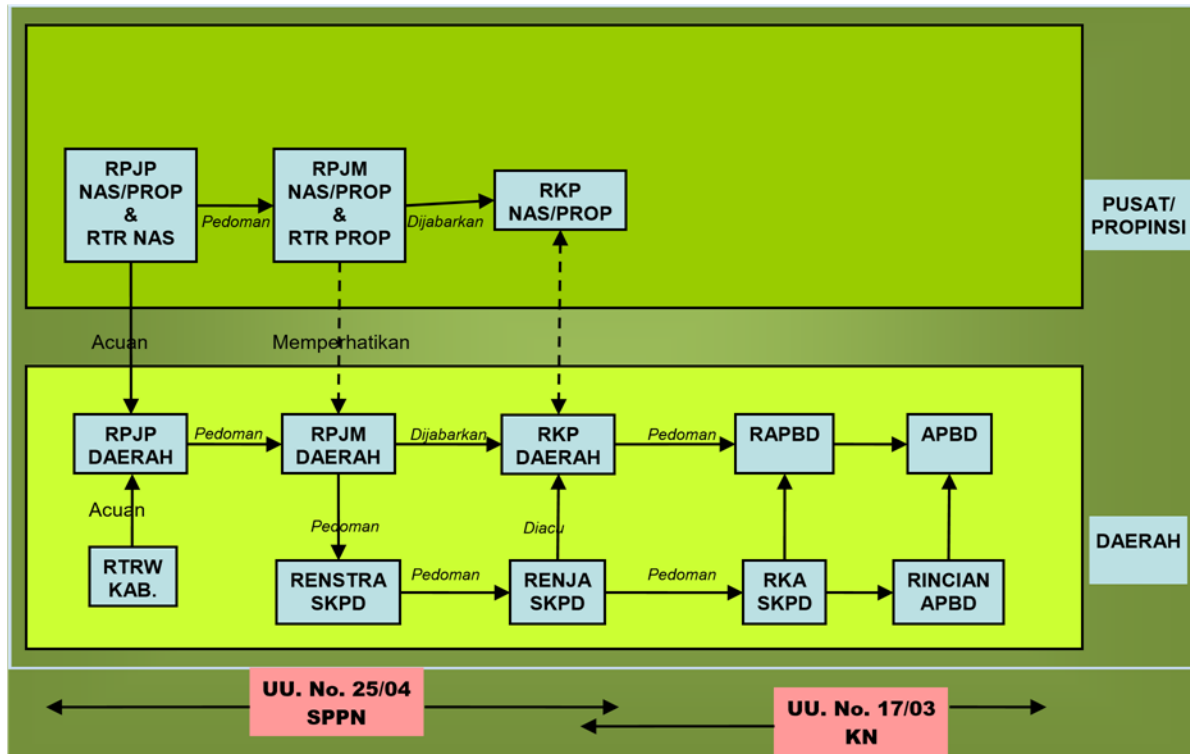 RPJP
NAS/PROP
&
RTR NAS
Pedoman
RPJM
NAS/PROP
&
RTR PROP
Dijabarkan
RKP
NAS/PROP
PUSAT/
PROPINSI
Acuan
Memperhatikan
RPJP
DAERAH
Pedoman
RPJM
DAERAH
Dijabarkan
RKP
DAERAH
Pedoman
RAPBD
APBD
Acuan
Pedoman
Diacu
RTRW
KAB.
RENSTRA
SKPD
Pedoman
RENJA
SKPD
Pedoman
RKA
SKPD
RINCIAN
APBD
DAERAH
UU. No. 25/04
SPPN
UU. No. 17/03
KN